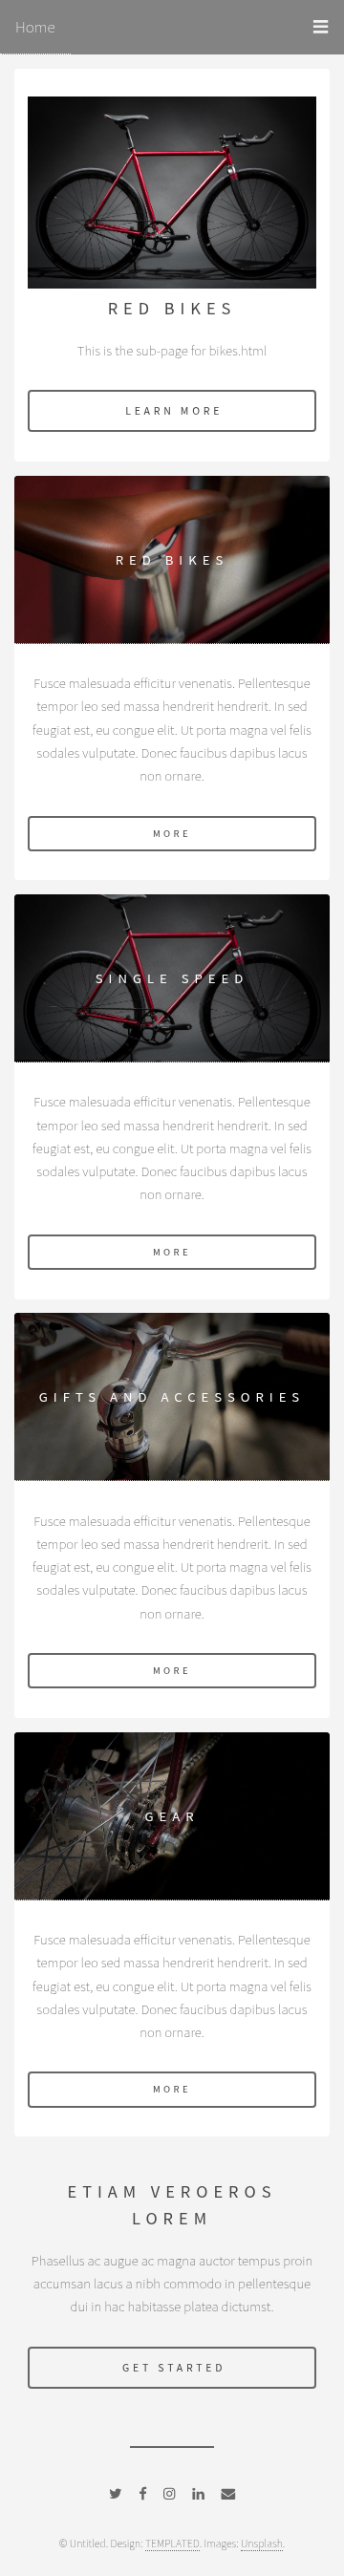 Home
RED BIKES
This is the sub-page for bikes.html
LEARN MORE
RED BIKES
Fusce malesuada efficitur venenatis. Pellentesque
tempor leo sed massa hendrerit hendrerit. In sed
feugiat est, eu congue elit. Ut porta magna vel felis
sodales vulputate. Donec faucibus dapibus lacus
non ornare.
MORE
SINGLE SPEED
Fusce malesuada efficitur venenatis. Pellentesque
tempor leo sed massa hendrerit hendrerit. In sed
feugiat est, eu congue elit. Ut porta magna vel felis
sodales vulputate. Donec faucibus dapibus lacus
non ornare.
MORE
GIFTS AND ACCESSORIES
Fusce malesuada efficitur venenatis. Pellentesque
tempor leo sed massa hendrerit hendrerit. In sed
feugiat est, eu congue elit. Ut porta magna vel felis
sodales vulputate. Donec faucibus dapibus lacus
non ornare.
MORE
GEAR
Fusce malesuada efficitur venenatis. Pellentesque
tempor leo sed massa hendrerit hendrerit. In sed
feugiat est, eu congue elit. Ut porta magna vel felis
sodales vulputate. Donec faucibus dapibus lacus
non ornare.
MORE
ETIAM VEROEROS
LOREM
Phasellus ac augue ac magna auctor tempus proin
accumsan lacus a nibh commodo in pellentesque
dui in hac habitasse platea dictumst.
GET STARTED
© Untitled. Design: TEMPLATED. Images: Unsplash.